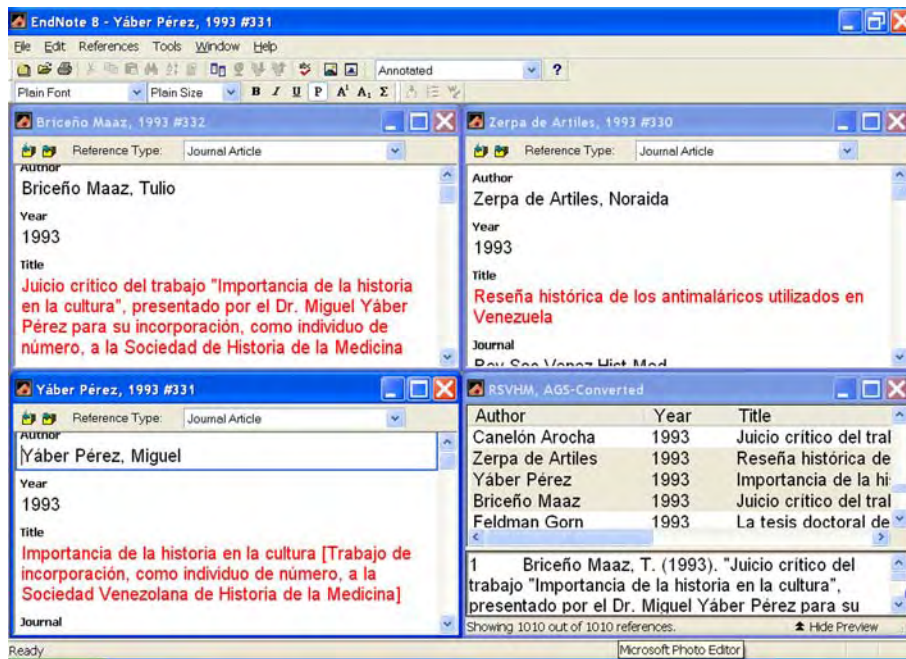 EndNote 8 - Yáber Pérez, 1993 #331
File Edit References Tools Window Help
Annotated ?
Plain Font Plain Size B I U P A¹ A₁ Σ
Briceño Maaz, 1993 #332
Reference Type: Journal Article
Author
Briceño Maaz, Tulio
Year
1993
Title
Juicio crítico del trabajo "Importancia de la historia
en la cultura", presentado por el Dr. Miguel Yáber
Pérez para su incorporación, como individuo de
número, a la Sociedad de Historia de la Medicina
Zerpa de Artiles, 1993 #330
Reference Type: Journal Article
Author
Zerpa de Artiles, Noraida
Year
1993
Title
Reseña histórica de los antimaláricos utilizados en
Venezuela
Journal
Rev Soc Venez Hist Med
Yáber Pérez, 1993 #331
Reference Type: Journal Article
Author
Yáber Pérez, Miguel
Year
1993
Title
Importancia de la historia en la cultura [Trabajo de
incorporación, como individuo de número, a la
Sociedad Venezolana de Historia de la Medicina]
Journal
RSVHM, AGS-Converted
Author Year Title
Canelón Arocha 1993 Juicio crítico del tral
Zerpa de Artiles 1993 Reseña histórica de
Yáber Pérez 1993 Importancia de la hi
Briceño Maaz 1993 Juicio crítico del tral
Feldman Gorn 1993 La tesis doctoral de
1 Briceño Maaz, T. (1993). "Juicio crítico del
trabajo "Importancia de la historia en la cultura",
presentado por el Dr. Miguel Yáber Pérez para su
Showing 1010 out of 1010 references. Hide Preview
Ready Microsoft Photo Editor